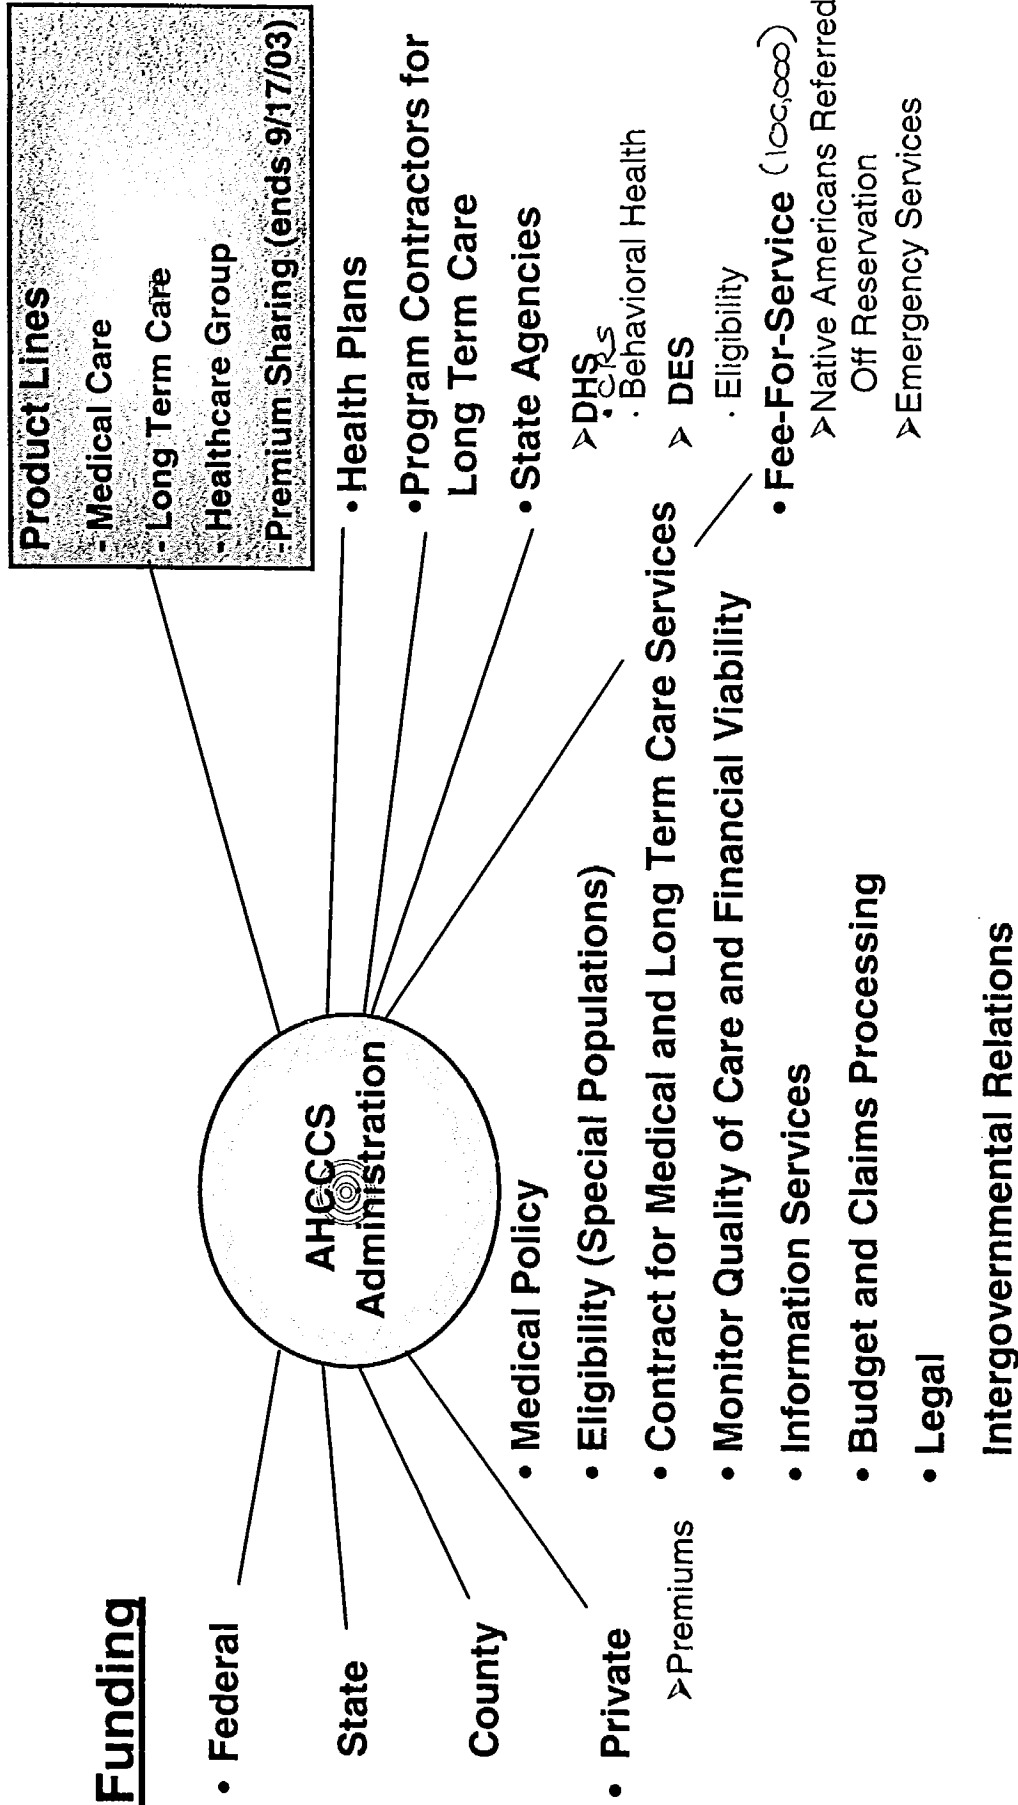 Funding
• Federal
State
County
• Private
➢Premiums
AHCCCS
Administration
• Medical Policy
• Eligibility (Special Populations)
• Contract for Medical and Long Term Care Services
• Monitor Quality of Care and Financial Viability
• Information Services
• Budget and Claims Processing
• Legal
Intergovernmental Relations
Product Lines
- Medical Care
- Long Term Care
- Healthcare Group
-Premium Sharing (ends 9/17/03)
• Health Plans
•Program Contractors for
Long Term Care
• State Agencies
➢DHS
• CRS
· Behavioral Health
➢ DES
· Eligibility
• Fee-For-Service (100,000)
➢Native Americans Referred
Off Reservation
➢Emergency Services